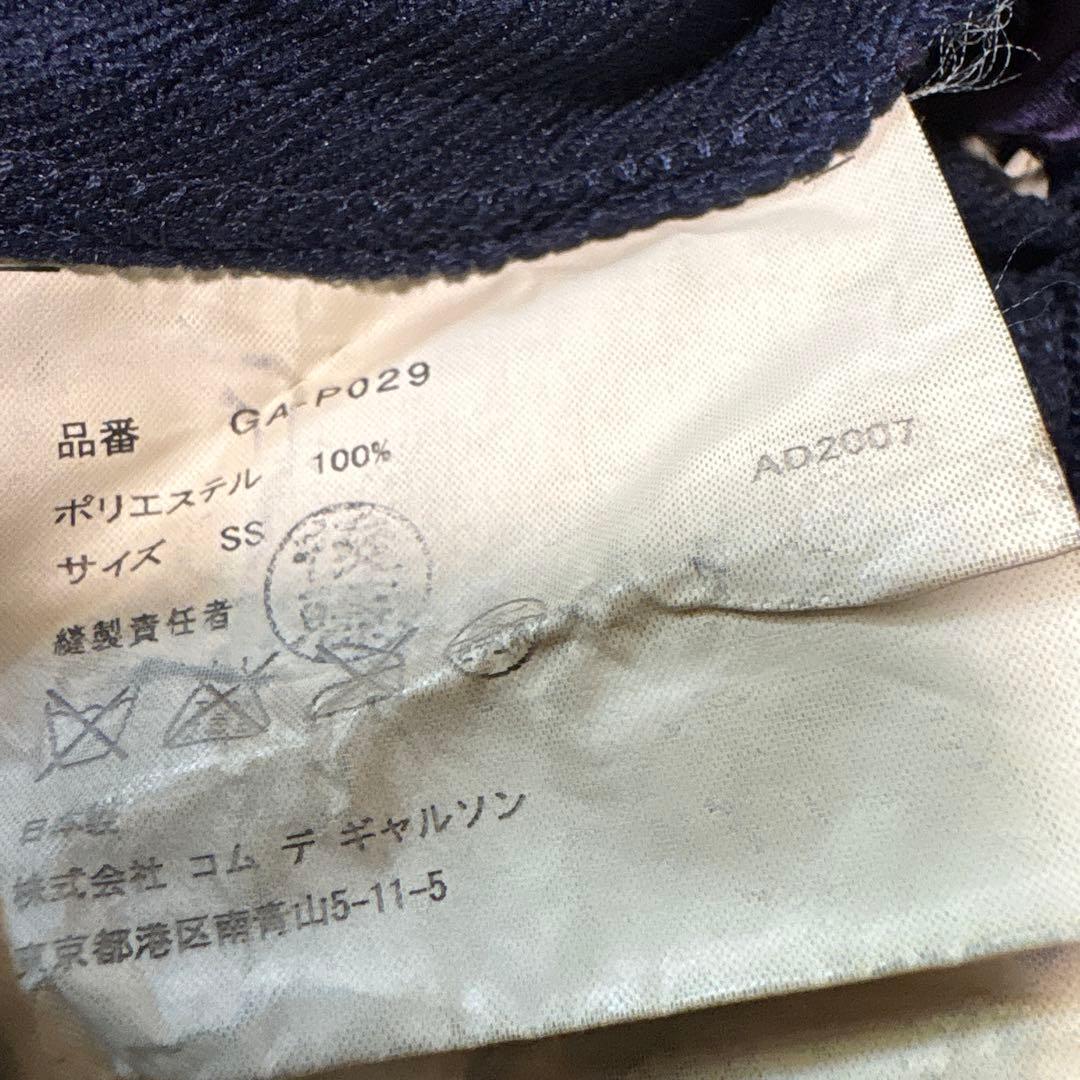 品番 GA-P029
ポリエステル 100%
サイズ SS
縫製責任者
AD2007
日本製
株式会社 コム デ ギャルソン
東京都港区南青山5-11-5